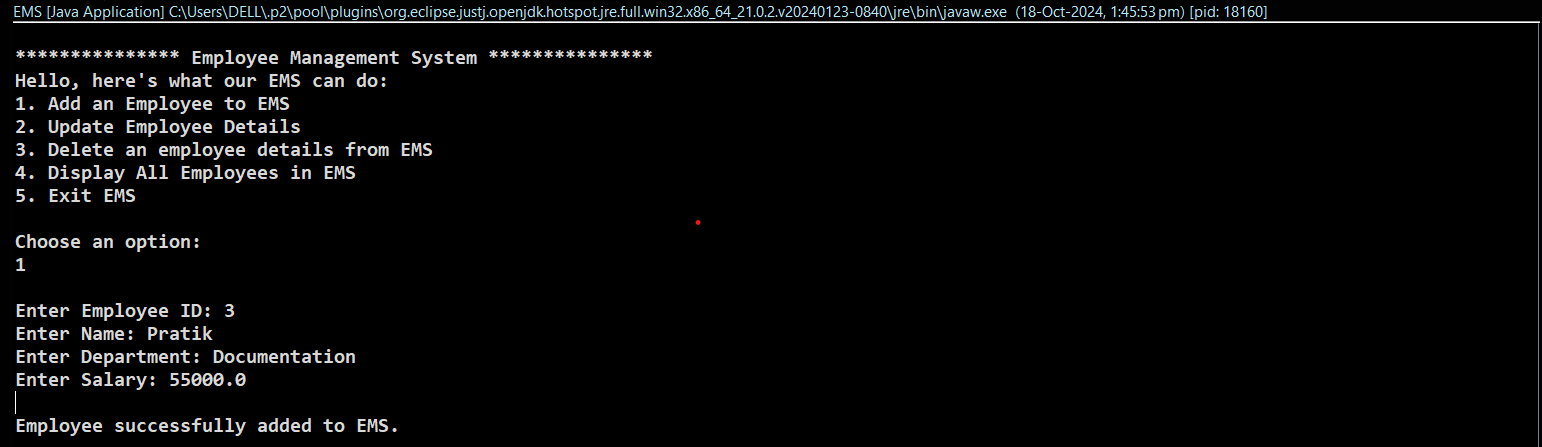 EMS [Java Application] C:\Users\DELL\.p2\pool\plugins\org.eclipse.justj.openjdk.hotspot.jre.full.win32.x86_64_21.0.2.v20240123-0840\jre\bin\javaw.exe (18-Oct-2024, 1:45:53 pm) [pid: 18160]
*************** Employee Management System ***************
Hello, here's what our EMS can do:
1. Add an Employee to EMS
2. Update Employee Details
3. Delete an employee details from EMS
4. Display All Employees in EMS
5. Exit EMS
Choose an option:
1
Enter Employee ID: 3
Enter Name: Pratik
Enter Department: Documentation
Enter Salary: 55000.0
Employee successfully added to EMS.